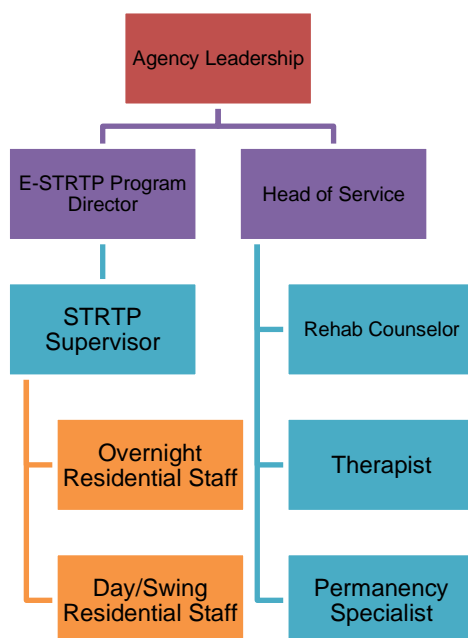 Agency Leadership
E-STRTP Program
Director
Head of Service
STRTP
Supervisor
Rehab Counselor
Overnight
Residential Staff
Therapist
Day/Swing
Residential Staff
Permanency
Specialist